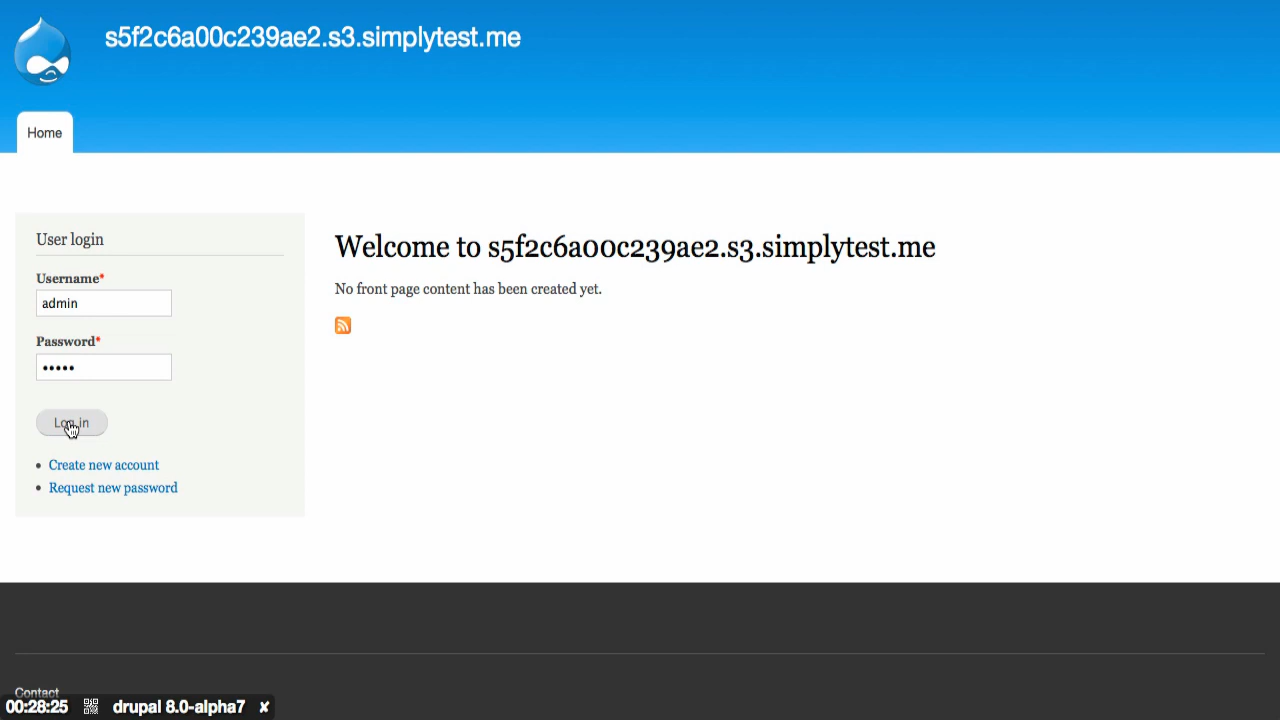 s5f2c6a00c239ae2.s3.simplytest.me
Home
User login
Username*
admin
Password*
•••••
Log in
Create new account
Request new password
Welcome to s5f2c6a00c239ae2.s3.simplytest.me
No front page content has been created yet.
Contact
00:28:25 drupal 8.0-alpha7 ✘